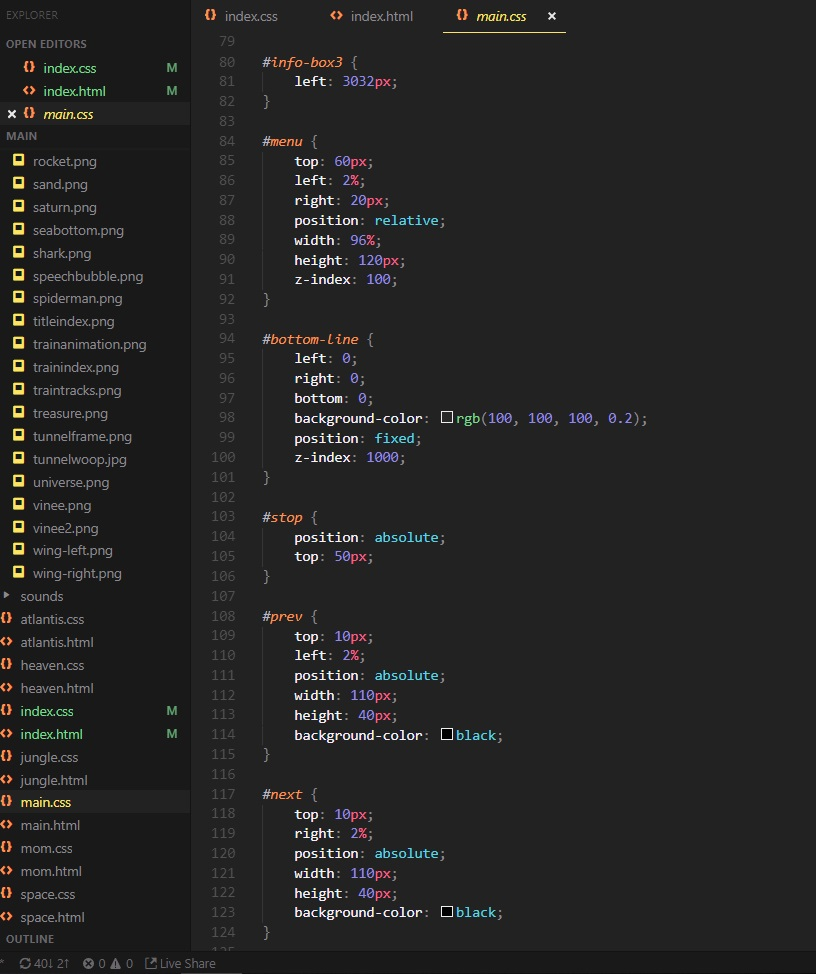 EXPLORER
OPEN EDITORS
index.css M
index.html M
main.css
MAIN
rocket.png
sand.png
saturn.png
seabottom.png
shark.png
speechbubble.png
spiderman.png
titleindex.png
trainanimation.png
trainindex.png
traintracks.png
treasure.png
tunnelframe.png
tunnelwoop.jpg
universe.png
vinee.png
vinee2.png
wing-left.png
wing-right.png
sounds
atlantis.css
atlantis.html
heaven.css
heaven.html
index.css M
index.html M
jungle.css
jungle.html
main.css
main.html
mom.css
mom.html
space.css
space.html
OUTLINE
index.css index.html main.css
79
80 #info-box3 {
81 left: 3032px;
82 }
83
84 #menu {
85 top: 60px;
86 left: 2%;
87 right: 20px;
88 position: relative;
89 width: 96%;
90 height: 120px;
91 z-index: 100;
92 }
93
94 #bottom-line {
95 left: 0;
96 right: 0;
97 bottom: 0;
98 background-color: rgb(100, 100, 100, 0.2);
99 position: fixed;
100 z-index: 1000;
101 }
102
103 #stop {
104 position: absolute;
105 top: 50px;
106 }
107
108 #prev {
109 top: 10px;
110 left: 2%;
111 position: absolute;
112 width: 110px;
113 height: 40px;
114 background-color: black;
115 }
116
117 #next {
118 top: 10px;
119 right: 2%;
120 position: absolute;
121 width: 110px;
122 height: 40px;
123 background-color: black;
124 }
40↓ 2↑ 0 0 Live Share